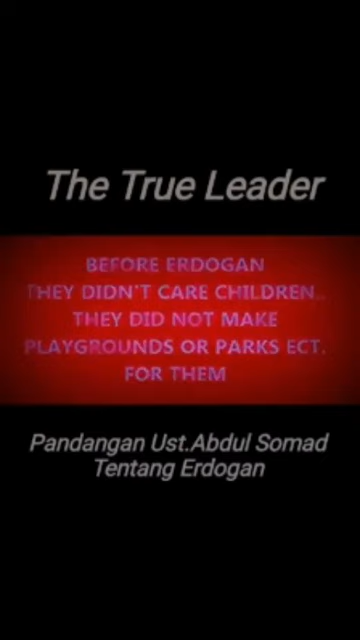 The True Leader
BEFORE ERDOGAN
THEY DIDN'T CARE CHILDREN..
THEY DID NOT MAKE
PLAYGROUNDS OR PARKS ECT.
FOR THEM
Pandangan Ust.Abdul Somad
Tentang Erdogan